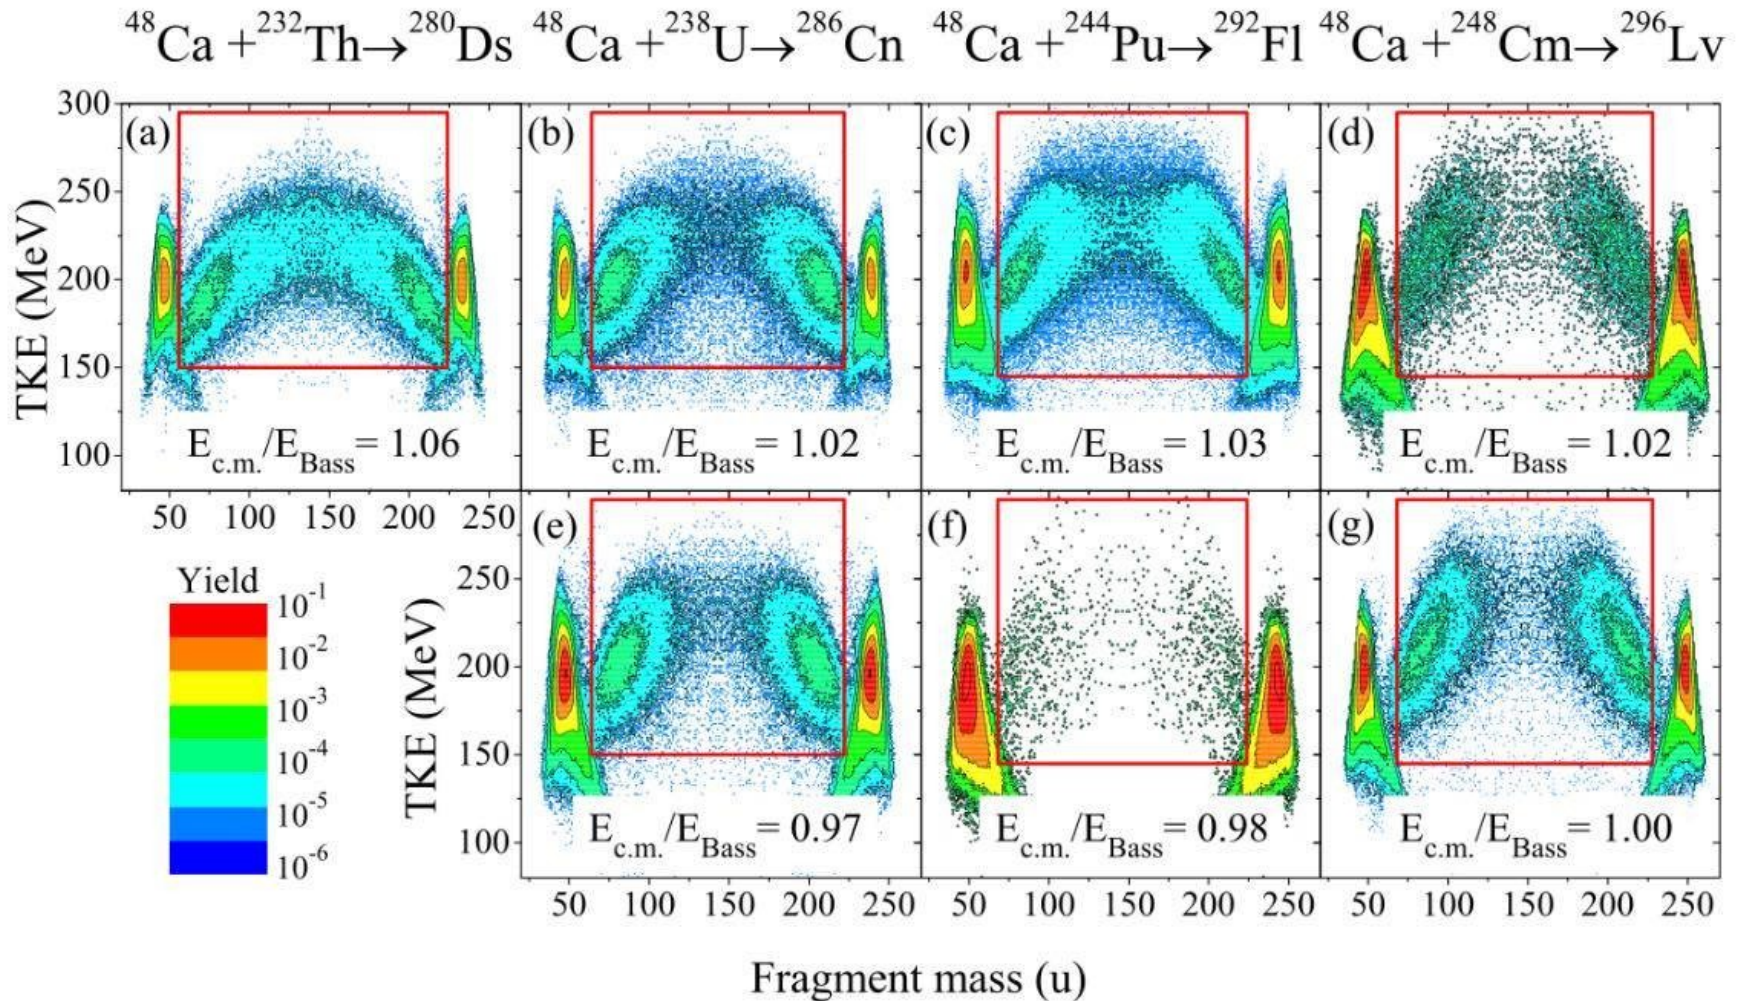 ⁴⁸Ca + ²³²Th→²⁸⁰Ds ⁴⁸Ca + ²³⁸U→²⁸⁶Cn ⁴⁸Ca + ²⁴⁴Pu→²⁹²Fl ⁴⁸Ca + ²⁴⁸Cm→²⁹⁶Lv
300
(a) (b) (c) (d)
250
200
150
100
TKE (MeV)
E_c.m./E_Bass = 1.06 E_c.m./E_Bass = 1.02 E_c.m./E_Bass = 1.03 E_c.m./E_Bass = 1.02
50 100 150 200 250
(e) (f) (g)
Yield
10⁻¹
10⁻²
10⁻³
10⁻⁴
10⁻⁵
10⁻⁶
TKE (MeV)
250
200
150
100
E_c.m./E_Bass = 0.97 E_c.m./E_Bass = 0.98 E_c.m./E_Bass = 1.00
50 100 150 200 50 100 150 200 250 50 100 150 200 250
Fragment mass (u)